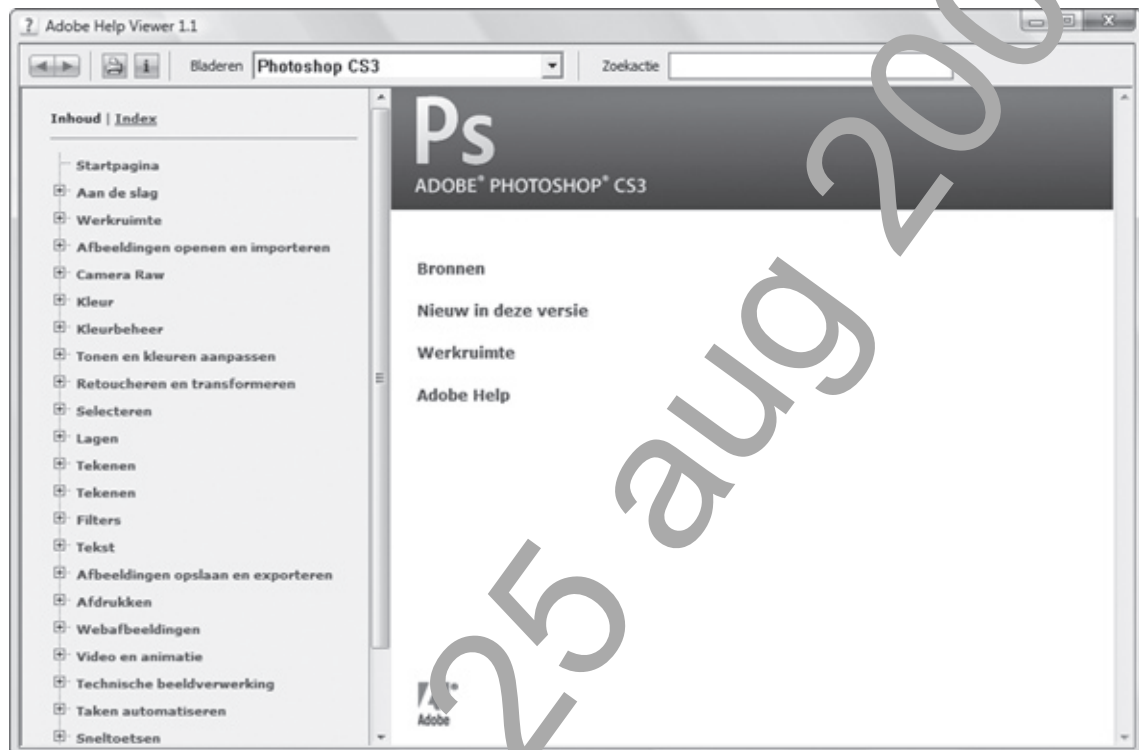 ? Adobe Help Viewer 1.1
Bladeren Photoshop CS3 Zoekactie
Inhoud | Index
Startpagina
Aan de slag
Werkruimte
Afbeeldingen openen en importeren
Camera Raw
Kleur
Kleurbeheer
Tonen en kleuren aanpassen
Retoucheren en transformeren
Selecteren
Lagen
Tekenen
Tekenen
Filters
Tekst
Afbeeldingen opslaan en exporteren
Afdrukken
Webafbeeldingen
Video en animatie
Technische beeldverwerking
Taken automatiseren
Sneltoetsen
Ps
ADOBE® PHOTOSHOP® CS3
Bronnen
Nieuw in deze versie
Werkruimte
Adobe Help
Adobe
25 aug